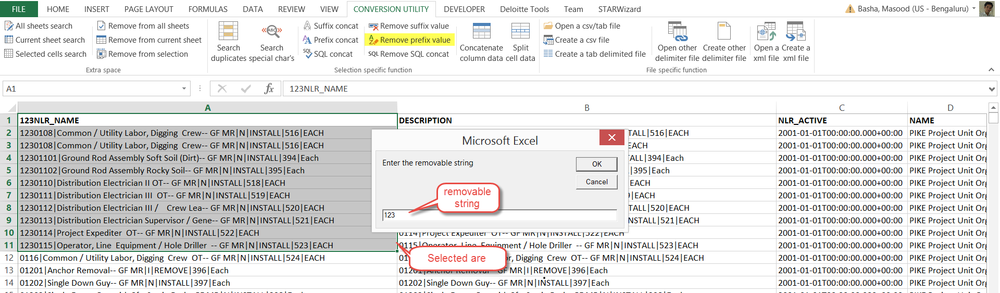 FILE HOME INSERT PAGE LAYOUT FORMULAS DATA REVIEW VIEW CONVERSION UTILITY DEVELOPER Deloitte Tools Team STARWizard Basha, Masood (US - Bengaluru)
All sheets search
Current sheet search
Selected cells search
Remove from all sheets
Remove from current sheet
Remove from selection
Extra space
Search
duplicates
Search
special char's
Suffix concat
Prefix concat
SQL concat
Remove suffix value
Remove prefix value
SQL Remove SQL concat
Concatenate
column data
Split
cell data
Selection specific function
Open a csv/tab file
Create a csv file
Create a tab delimited file
Open other
delimiter file
Create other
delimiter file
Open a
xml file
Create a
xml file
File specific function
A1 fx 123NLR_NAME
A B C D
1 123NLR_NAME DESCRIPTION NLR_ACTIVE NAME
2 1230108|Common / Utility Labor, Digging Crew-- GF MR|N|INSTALL|516|EACH TALL|516|EACH 2001-01-01T00:00:00.000+00:00 PIKE Project Unit Org
3 1230108|Common / Utility Labor, Digging Crew-- GF MR|N|INSTALL|516|EACH |EACH 2001-01-01T00:00:00.000+00:00 PIKE Project Unit Org
4 12301101|Ground Rod Assembly Soft Soil (Dirt)-- GF MR|N|INSTALL|394|Each ALL|394|Each 2001-01-01T00:00:00.000+00:00 PIKE Project Unit Org
5 12301102|Ground Rod Assembly Rocky Soil-- GF MR|N|INSTALL|395|Each |395|Each 2001-01-01T00:00:00.000+00:00 PIKE Project Unit Org
6 1230110|Distribution Electrician II OT-- GF MR|N|INSTALL|518|EACH |EACH 2001-01-01T00:00:00.000+00:00 PIKE Project Unit Org
7 1230111|Distribution Electrician III OT-- GF MR|N|INSTALL|519|EACH |EACH 2001-01-01T00:00:00.000+00:00 PIKE Project Unit Org
8 1230112|Distribution Electrician III / Crew Lea-- GF MR|N|INSTALL|520|EACH TALL|520|EACH 2001-01-01T00:00:00.000+00:00 PIKE Project Unit Org
9 1230113|Distribution Electrician Supervisor / Gene-- GF MR|N|INSTALL|521|EACH INSTALL|521|EACH 2001-01-01T00:00:00.000+00:00 PIKE Project Unit Org
10 1230114|Project Expediter OT-- GF MR|N|INSTALL|522|EACH 0114|Project Expediter OT-- GF MR|N|INSTALL|522|EACH 2001-01-01T00:00:00.000+00:00 PIKE Project Unit Org
11 1230115|Operator, Line Equipment / Hole Driller -- GF MR|N|INSTALL|523|EACH 0115|Operator, Line Equipment / Hole Driller -- GF MR|N|INSTALL|523|EACH 2001-01-01T00:00:00.000+00:00 PIKE Project Unit Org
12 0116|Common / Utility Labor, Digging Crew OT-- GF MR|N|INSTALL|524|EACH Digging Crew OT-- GF MR|N|INSTALL|524|EACH 2001-01-01T00:00:00.000+00:00 PIKE Project Unit Org
13 01201|Anchor Removal-- GF MR|I|REMOVE|396|Each 01201|Anchor Removal-- GF MR|I|REMOVE|396|Each 2001-01-01T00:00:00.000+00:00 PIKE Project Unit Org
14 01202|Single Down Guy-- GF MR|N|INSTALL|397|Each 01202|Single Down Guy-- GF MR|N|INSTALL|397|Each 2001-01-01T00:00:00.000+00:00 PIKE Project Unit Org
Microsoft Excel
Enter the removable string
OK
Cancel
123
removable
string
Selected are